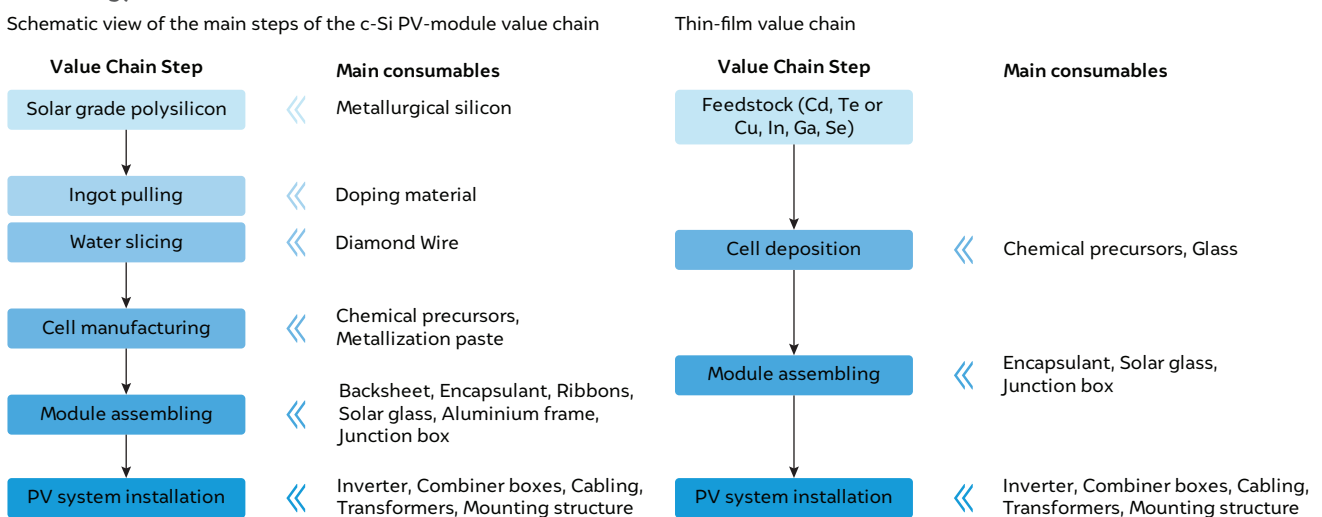 Schematic view of the main steps of the c-Si PV-module value chain
Value Chain Step
Main consumables
Solar grade polysilicon
Metallurgical silicon
Ingot pulling
Doping material
Water slicing
Diamond Wire
Cell manufacturing
Chemical precursors,
Metallization paste
Module assembling
Backsheet, Encapsulant, Ribbons,
Solar glass, Aluminium frame,
Junction box
PV system installation
Inverter, Combiner boxes, Cabling,
Transformers, Mounting structure
Thin-film value chain
Value Chain Step
Main consumables
Feedstock (Cd, Te or
Cu, In, Ga, Se)
Cell deposition
Chemical precursors, Glass
Module assembling
Encapsulant, Solar glass,
Junction box
PV system installation
Inverter, Combiner boxes, Cabling,
Transformers, Mounting structure